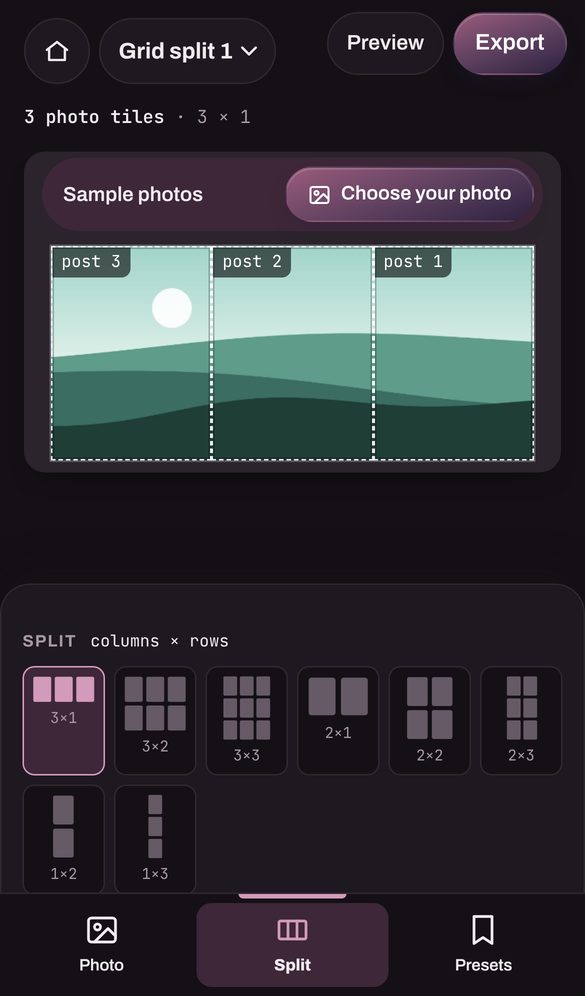 Grid split 1
Preview
Export
3 photo tiles · 3 × 1
Sample photos
Choose your photo
post 3
post 2
post 1
SPLIT columns × rows
3×1
3×2
3×3
2×1
2×2
2×3
1×2
1×3
Photo
Split
Presets